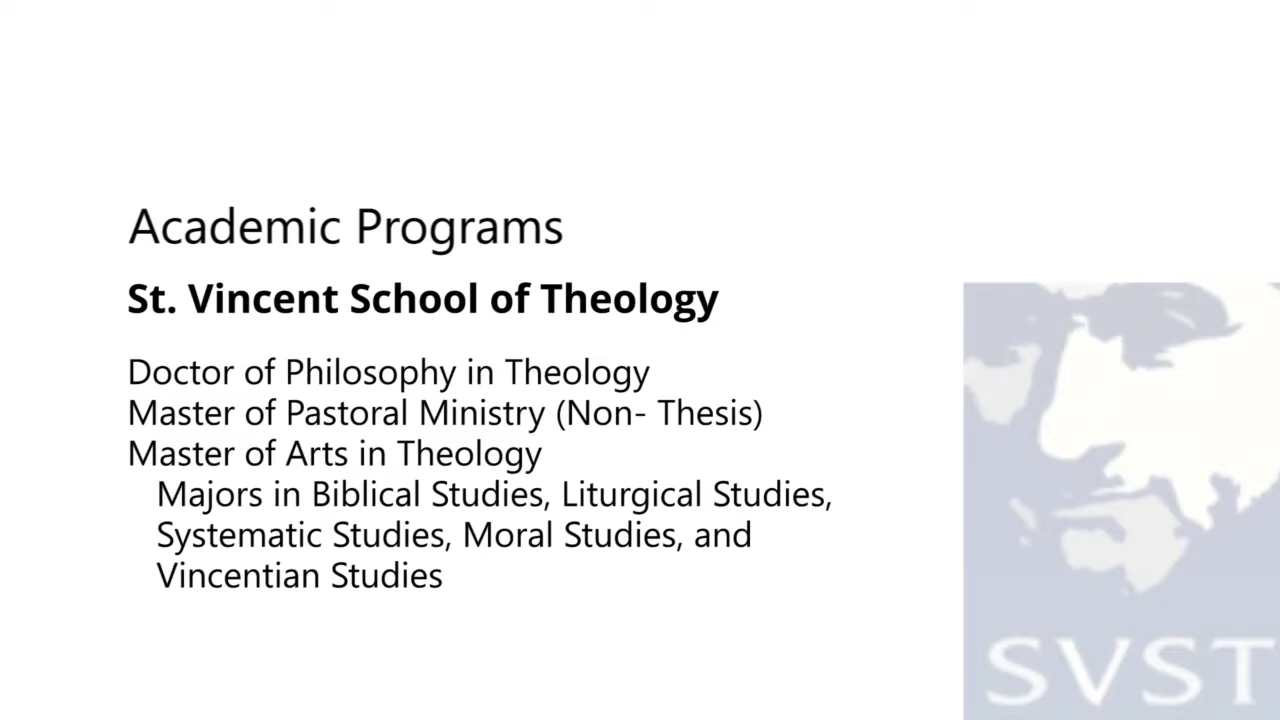 Academic Programs
St. Vincent School of Theology
Doctor of Philosophy in Theology
Master of Pastoral Ministry (Non- Thesis)
Master of Arts in Theology
Majors in Biblical Studies, Liturgical Studies,
Systematic Studies, Moral Studies, and
Vincentian Studies
SVST